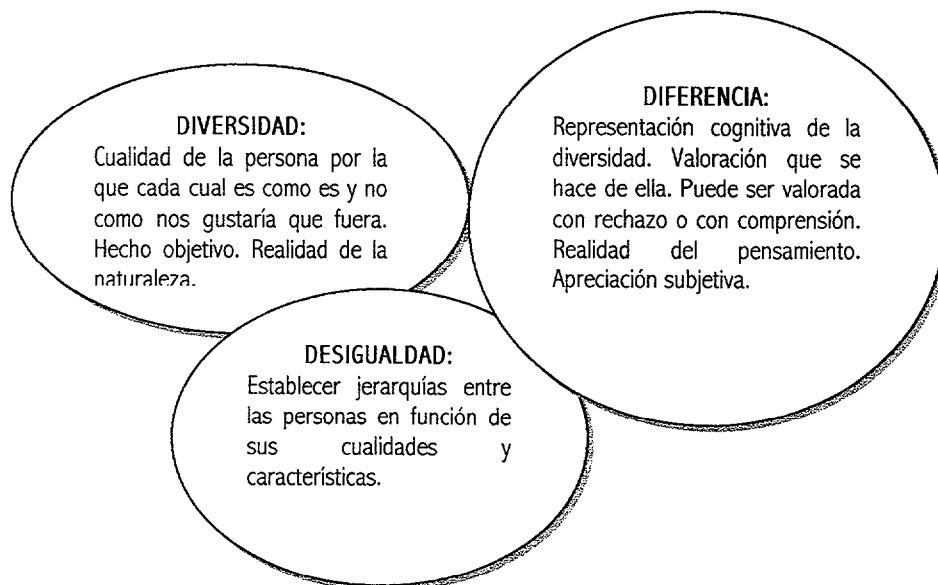 DIVERSIDAD:
Cualidad de la persona por la
que cada cual es como es y no
como nos gustaría que fuera.
Hecho objetivo. Realidad de la
naturaleza.
DIFERENCIA:
Representación cognitiva de la
diversidad. Valoración que se
hace de ella. Puede ser valorada
con rechazo o con comprensión.
Realidad del pensamiento.
Apreciación subjetiva.
DESIGUALDAD:
Establecer jerarquías entre
las personas en función de
sus cualidades y
características.